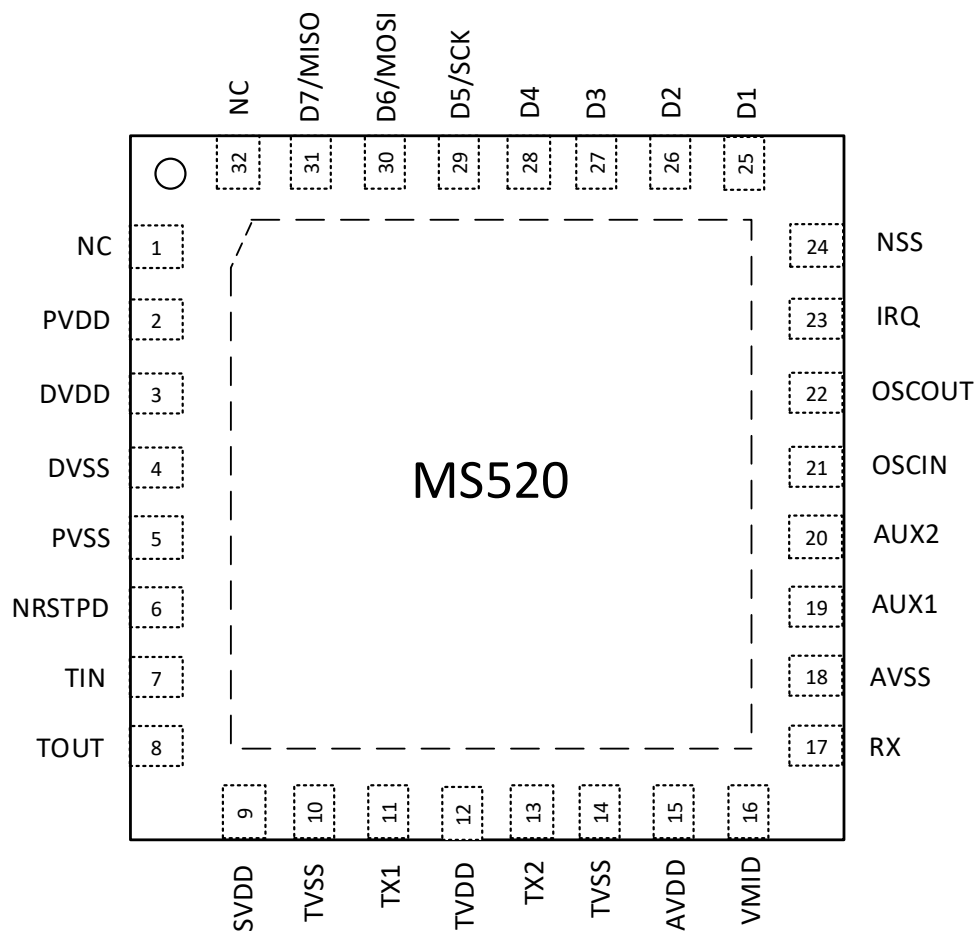 NC
D7/MISO
D6/MOSI
D5/SCK
D4
D3
D2
D1
32
31
30
29
28
27
26
25
NC 1
PVDD 2
DVDD 3
DVSS 4
PVSS 5
NRSTPD 6
TIN 7
TOUT 8
MS520
24 NSS
23 IRQ
22 OSCOUT
21 OSCIN
20 AUX2
19 AUX1
18 AVSS
17 RX
9
10
11
12
13
14
15
16
SVDD
TVSS
TX1
TVDD
TX2
TVSS
AVDD
VMID